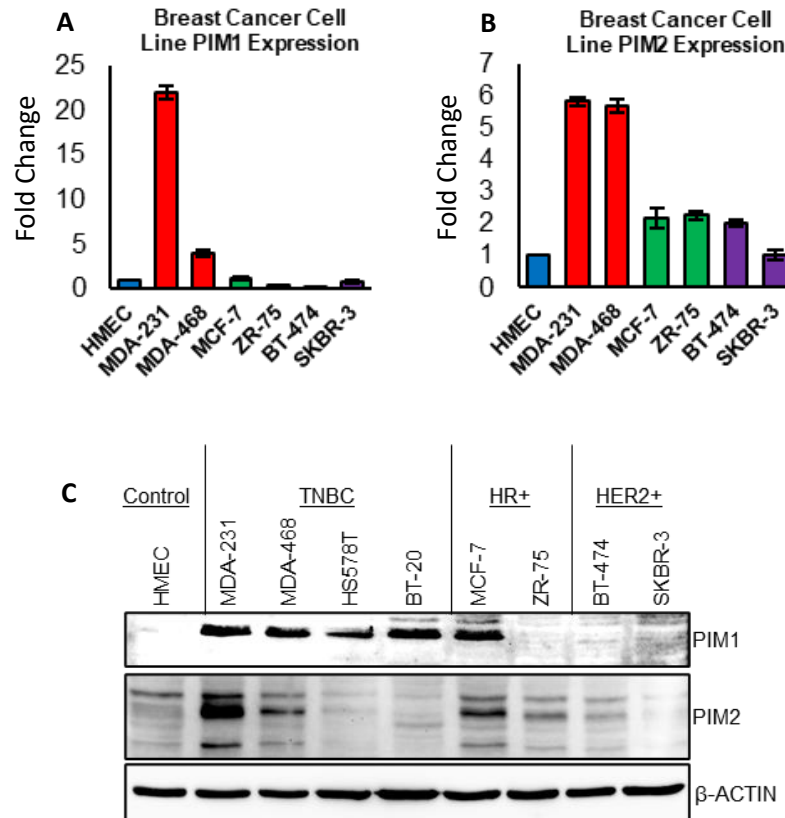 A
Breast Cancer Cell
Line PIM1 Expression
Fold Change
25
20
15
10
5
0
HMEC
MDA-231
MDA-468
MCF-7
ZR-75
BT-474
SKBR-3
B
Breast Cancer Cell
Line PIM2 Expression
Fold Change
7
6
5
4
3
2
1
0
HMEC
MDA-231
MDA-468
MCF-7
ZR-75
BT-474
SKBR-3
C
Control TNBC HR+ HER2+
HMEC MDA-231 MDA-468 HS578T BT-20 MCF-7 ZR-75 BT-474 SKBR-3
PIM1
PIM2
β-ACTIN